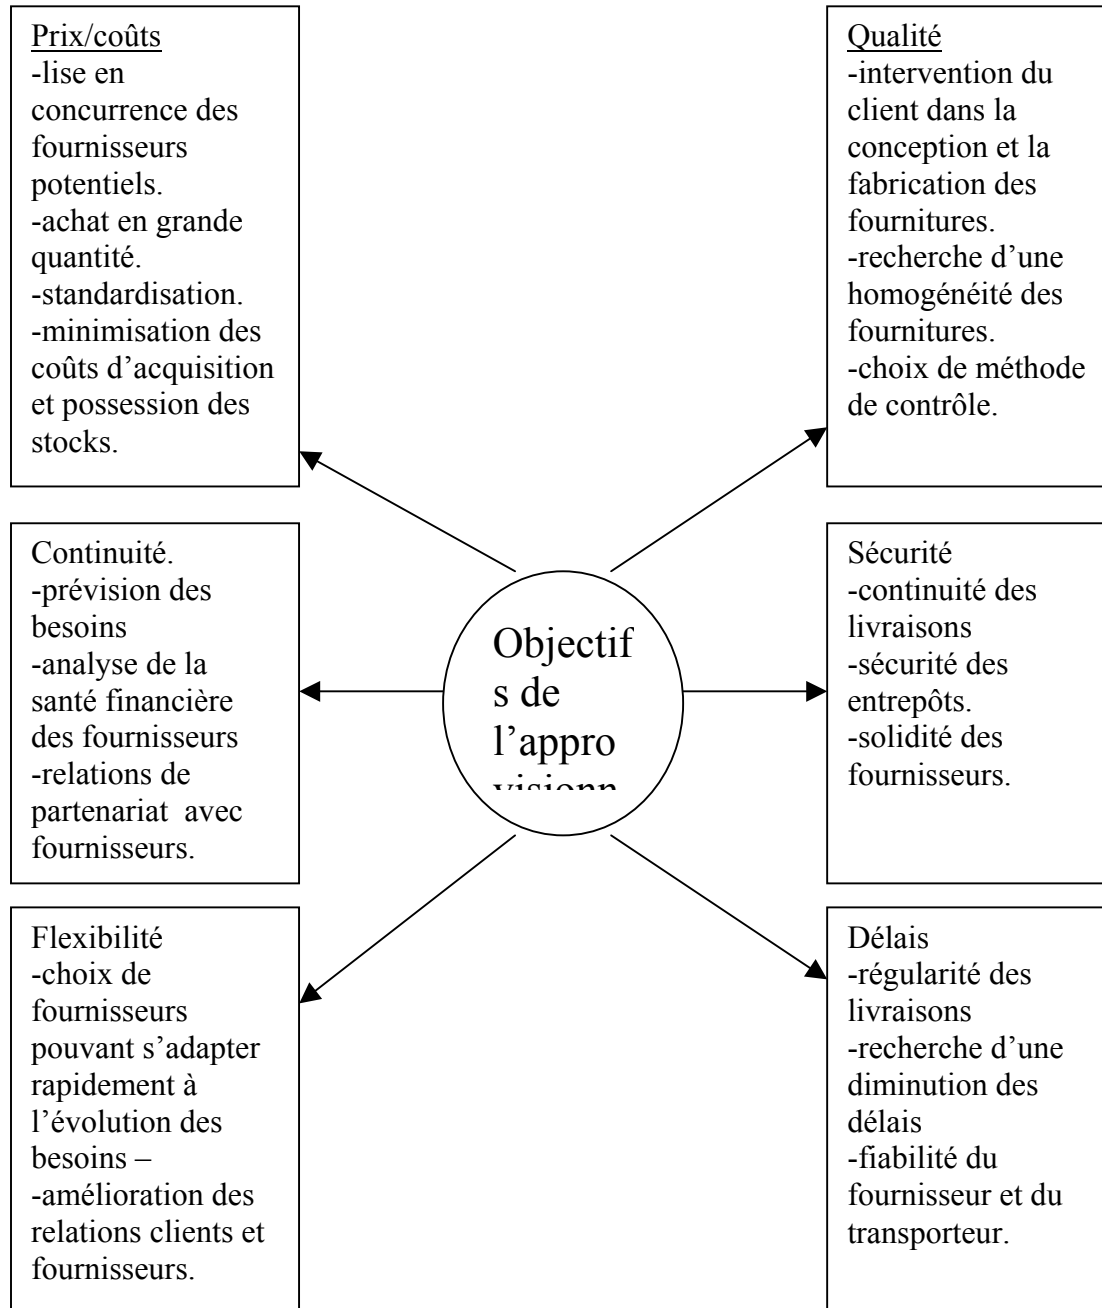 Prix/coûts
-lise en
concurrence des
fournisseurs
potentiels.
-achat en grande
quantité.
-standardisation.
-minimisation des
coûts d’acquisition
et possession des
stocks.
Qualité
-intervention du
client dans la
conception et la
fabrication des
fournitures.
-recherche d’une
homogénéité des
fournitures.
-choix de méthode
de contrôle.
Continuité.
-prévision des
besoins
-analyse de la
santé financière
des fournisseurs
-relations de
partenariat  avec
fournisseurs.
Objectif
s de
l’appro
visionn
Sécurité
-continuité des
livraisons
-sécurité des
entrepôts.
-solidité des
fournisseurs.
Flexibilité
-choix de
fournisseurs
pouvant s’adapter
rapidement à
l’évolution des
besoins –
-amélioration des
relations clients et
fournisseurs.
Délais
-régularité des
livraisons
-recherche d’une
diminution des
délais
-fiabilité du
fournisseur et du
transporteur.